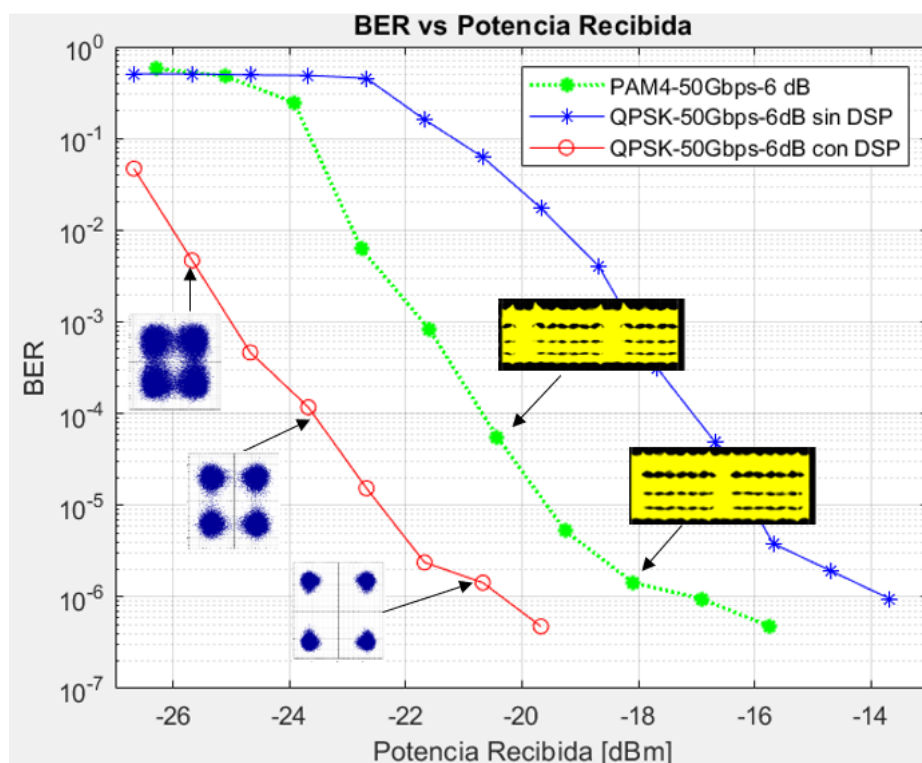 BER vs Potencia Recibida
PAM4-50Gbps-6 dB
QPSK-50Gbps-6dB sin DSP
QPSK-50Gbps-6dB con DSP
BER
10^0
10^-1
10^-2
10^-3
10^-4
10^-5
10^-6
10^-7
-26 -24 -22 -20 -18 -16 -14
Potencia Recibida [dBm]